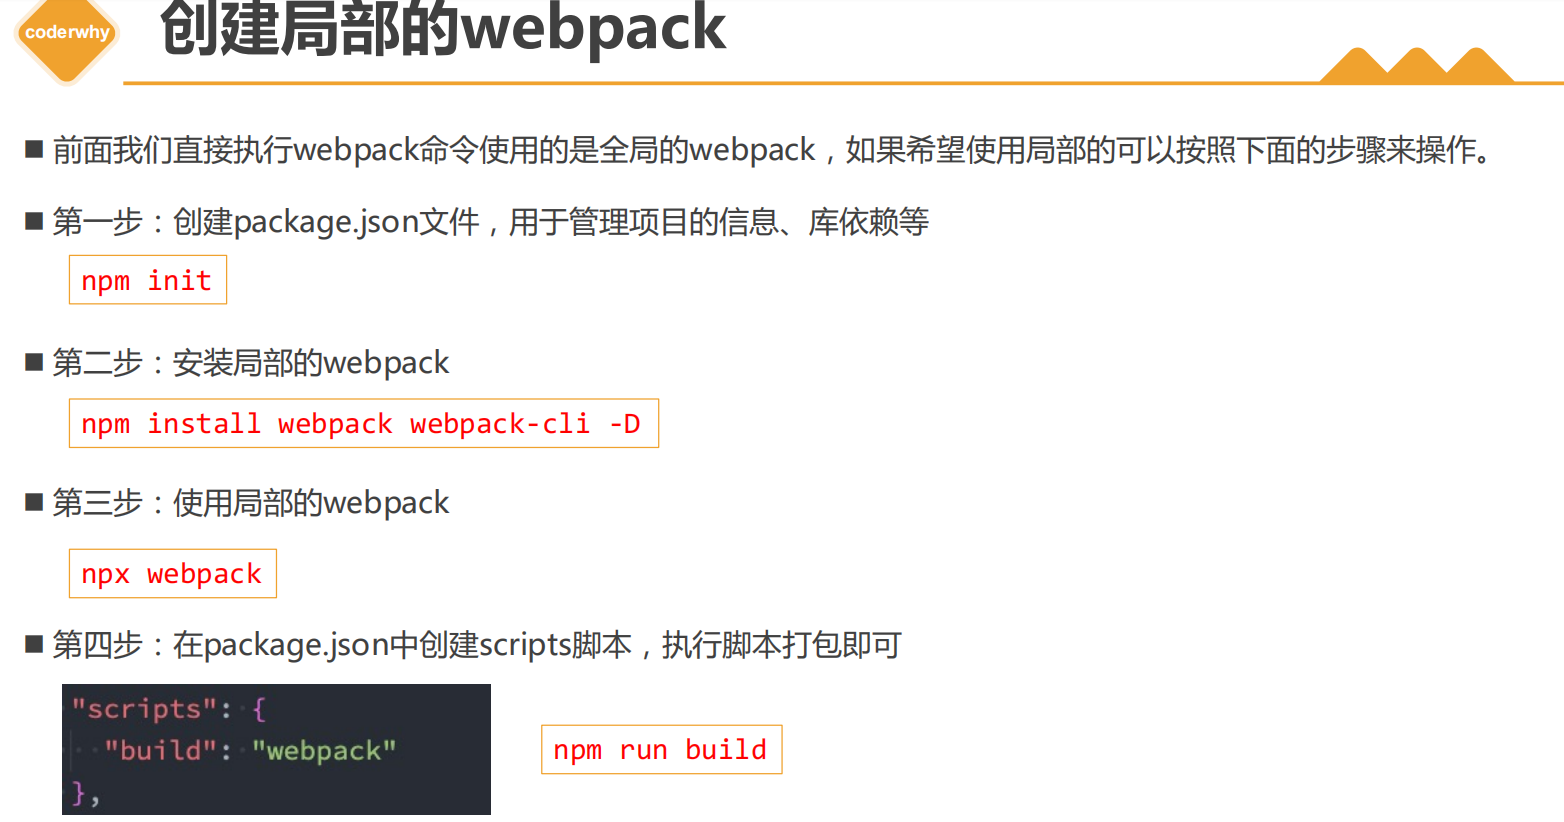 coderwhy
创建局部的webpack
前面我们直接执行webpack命令使用的是全局的webpack，如果希望使用局部的可以按照下面的步骤来操作。
第一步：创建package.json文件，用于管理项目的信息、库依赖等
npm init
第二步：安装局部的webpack
npm install webpack webpack-cli -D
第三步：使用局部的webpack
npx webpack
第四步：在package.json中创建scripts脚本，执行脚本打包即可
"scripts": {
"build": "webpack"
},
npm run build